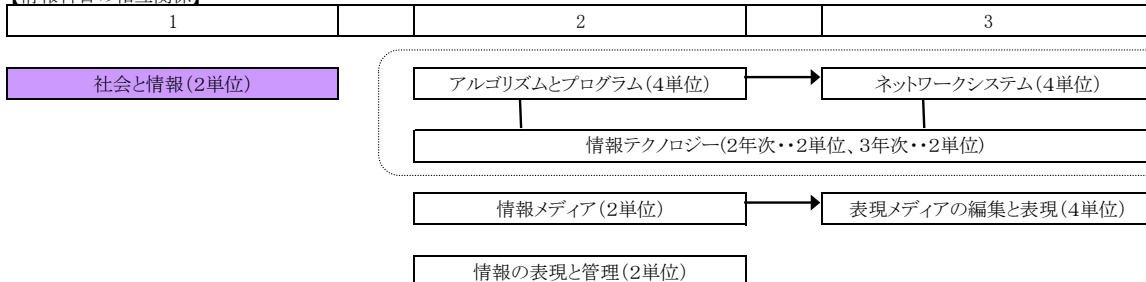 【情報科目の相互関係】
1 2 3
社会と情報(2単位) アルゴリズムとプログラム(4単位) ネットワークシステム(4単位)
情報テクノロジー(2年次・・2単位、3年次・・2単位)
情報メディア(2単位) 表現メディアの編集と表現(4単位)
情報の表現と管理(2単位)